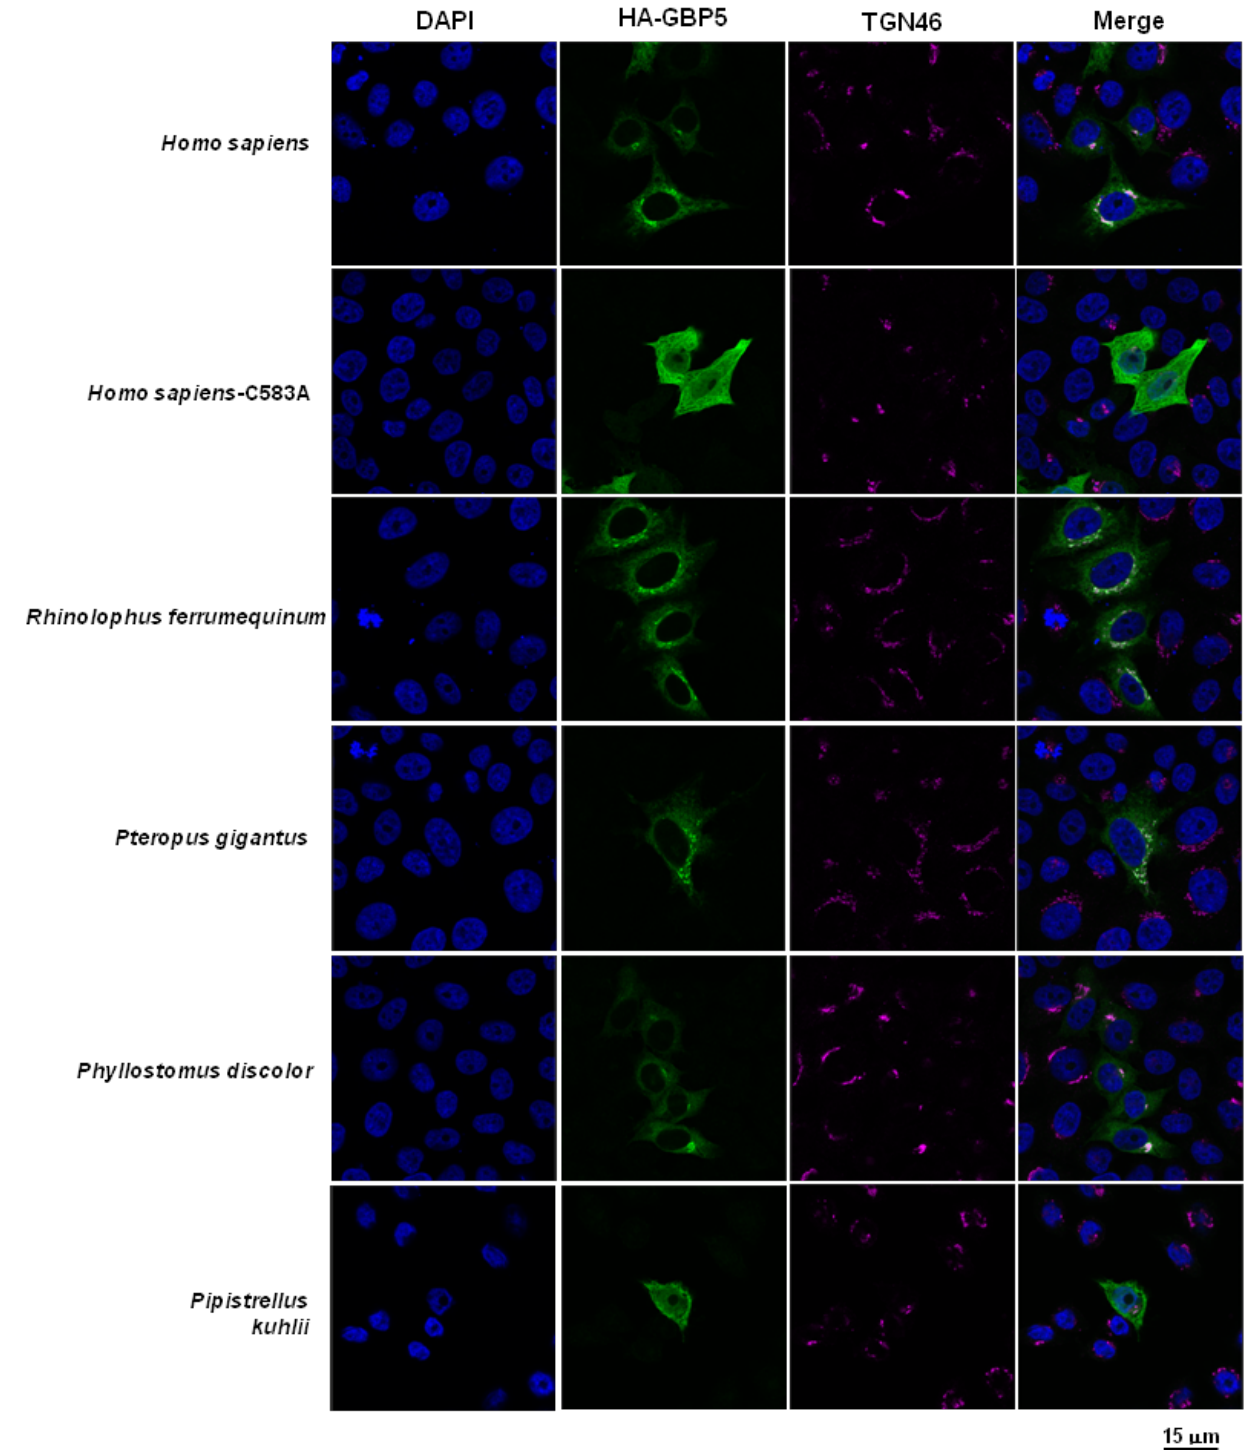 DAPI HA-GBP5 TGN46 Merge
Homo sapiens
Homo sapiens-C583A
Rhinolophus ferrumequinum
Pteropus gigantus
Phyllostomus discolor
Pipistrellus
kuhlii
15 µm